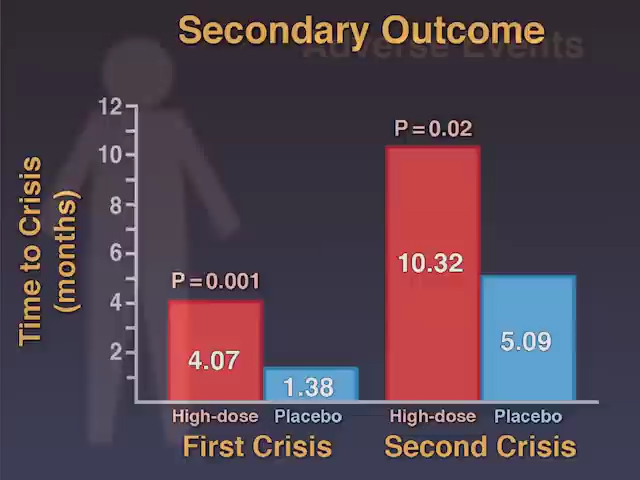 Secondary Outcome
Adverse Events
Time to Crisis
(months)
12
10
8
6
4
2
P = 0.001
4.07
1.38
P = 0.02
10.32
5.09
High-dose
Placebo
High-dose
Placebo
First Crisis
Second Crisis